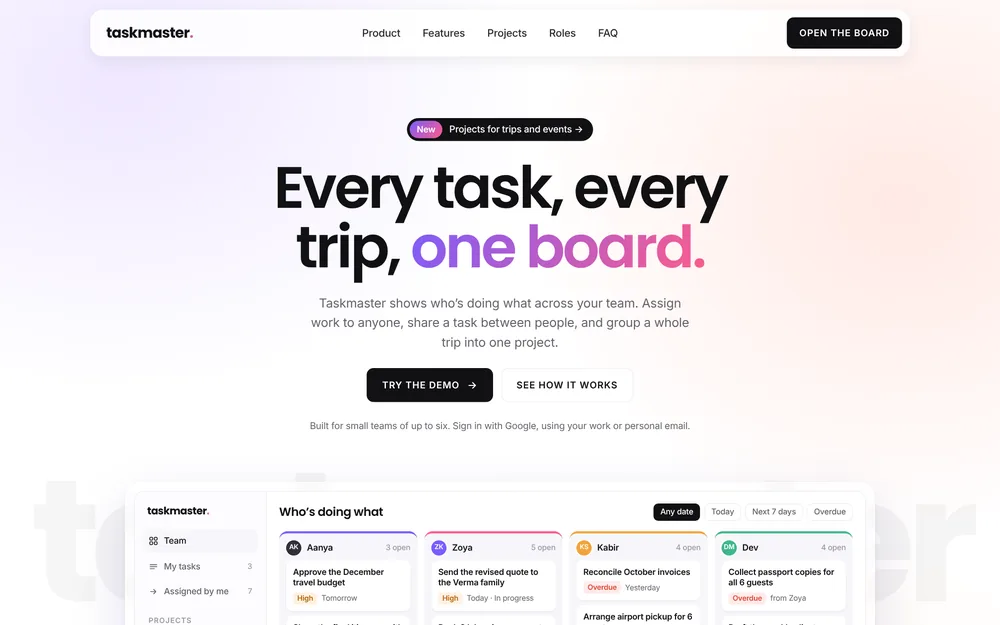 taskmaster.
Product
Features
Projects
Roles
FAQ
OPEN THE BOARD
New
Projects for trips and events →
Every task, every
trip, one board.
Taskmaster shows who’s doing what across your team. Assign
work to anyone, share a task between people, and group a whole
trip into one project.
TRY THE DEMO →
SEE HOW IT WORKS
Built for small teams of up to six. Sign in with Google, using your work or personal email.
taskmaster.
Team
My tasks 3
Assigned by me 7
PROJECTS
Who’s doing what
Any date
Today
Next 7 days
Overdue
AK Aanya 3 open
Approve the December
travel budget
High Tomorrow
ZK Zoya 5 open
Send the revised quote to
the Verma family
High Today · In progress
KS Kabir 4 open
Reconcile October invoices
Overdue Yesterday
Arrange airport pickup for 6
DM Dev 4 open
Collect passport copies for
all 6 guests
Overdue from Zoya